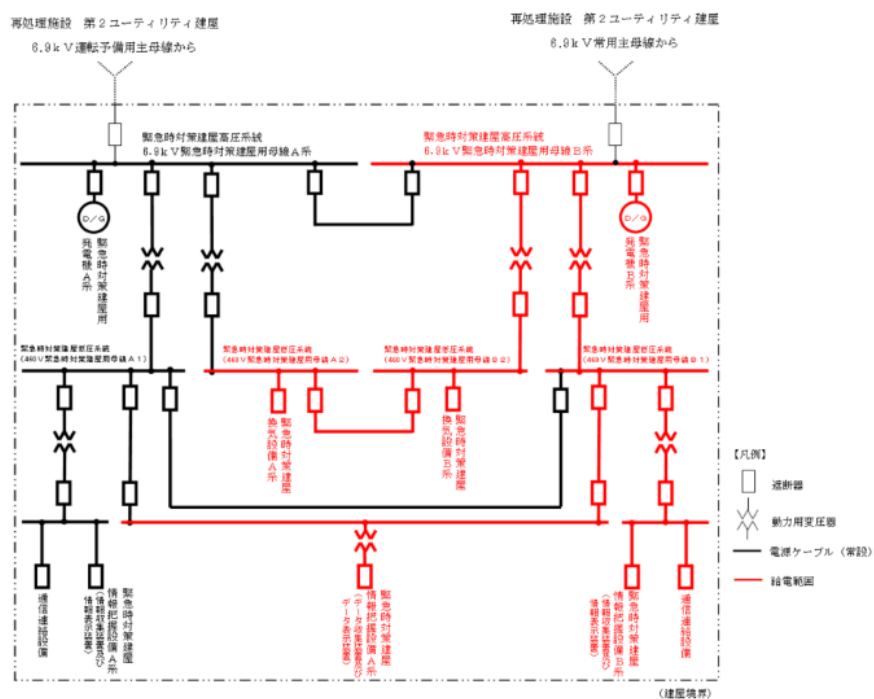 再処理施設 第2ユーティリティ建屋
6.9kV運転予備用主母線から
再処理施設 第2ユーティリティ建屋
6.9kV常用主母線から
緊急時対策建屋高圧系統
6.9kV緊急時対策建屋用母線A系
緊急時対策建屋高圧系統
6.9kV緊急時対策建屋用母線B系
D/G
緊急時対策建屋用
発電機A系
D/G
緊急時対策建屋用
発電機B系
緊急時対策建屋低圧系統
(460V緊急時対策建屋用母線A1)
緊急時対策建屋低圧系統
(460V緊急時対策建屋用母線A2)
緊急時対策建屋低圧系統
(460V緊急時対策建屋用母線B2)
緊急時対策建屋低圧系統
(460V緊急時対策建屋用母線B1)
緊急時対策建屋
換気設備A系
緊急時対策建屋
換気設備B系
【凡例】
遮断器
動力用変圧器
電源ケーブル(常設)
給電範囲
通信連絡設備
緊急時対策建屋
情報把握設備A系
(情報収集装置及び
情報表示装置)
緊急時対策建屋
情報把握設備A系
(データ収集装置及び
データ表示装置)
緊急時対策建屋
情報把握設備B系
(情報収集装置及び
情報表示装置)
通信連絡設備
(建屋境界)